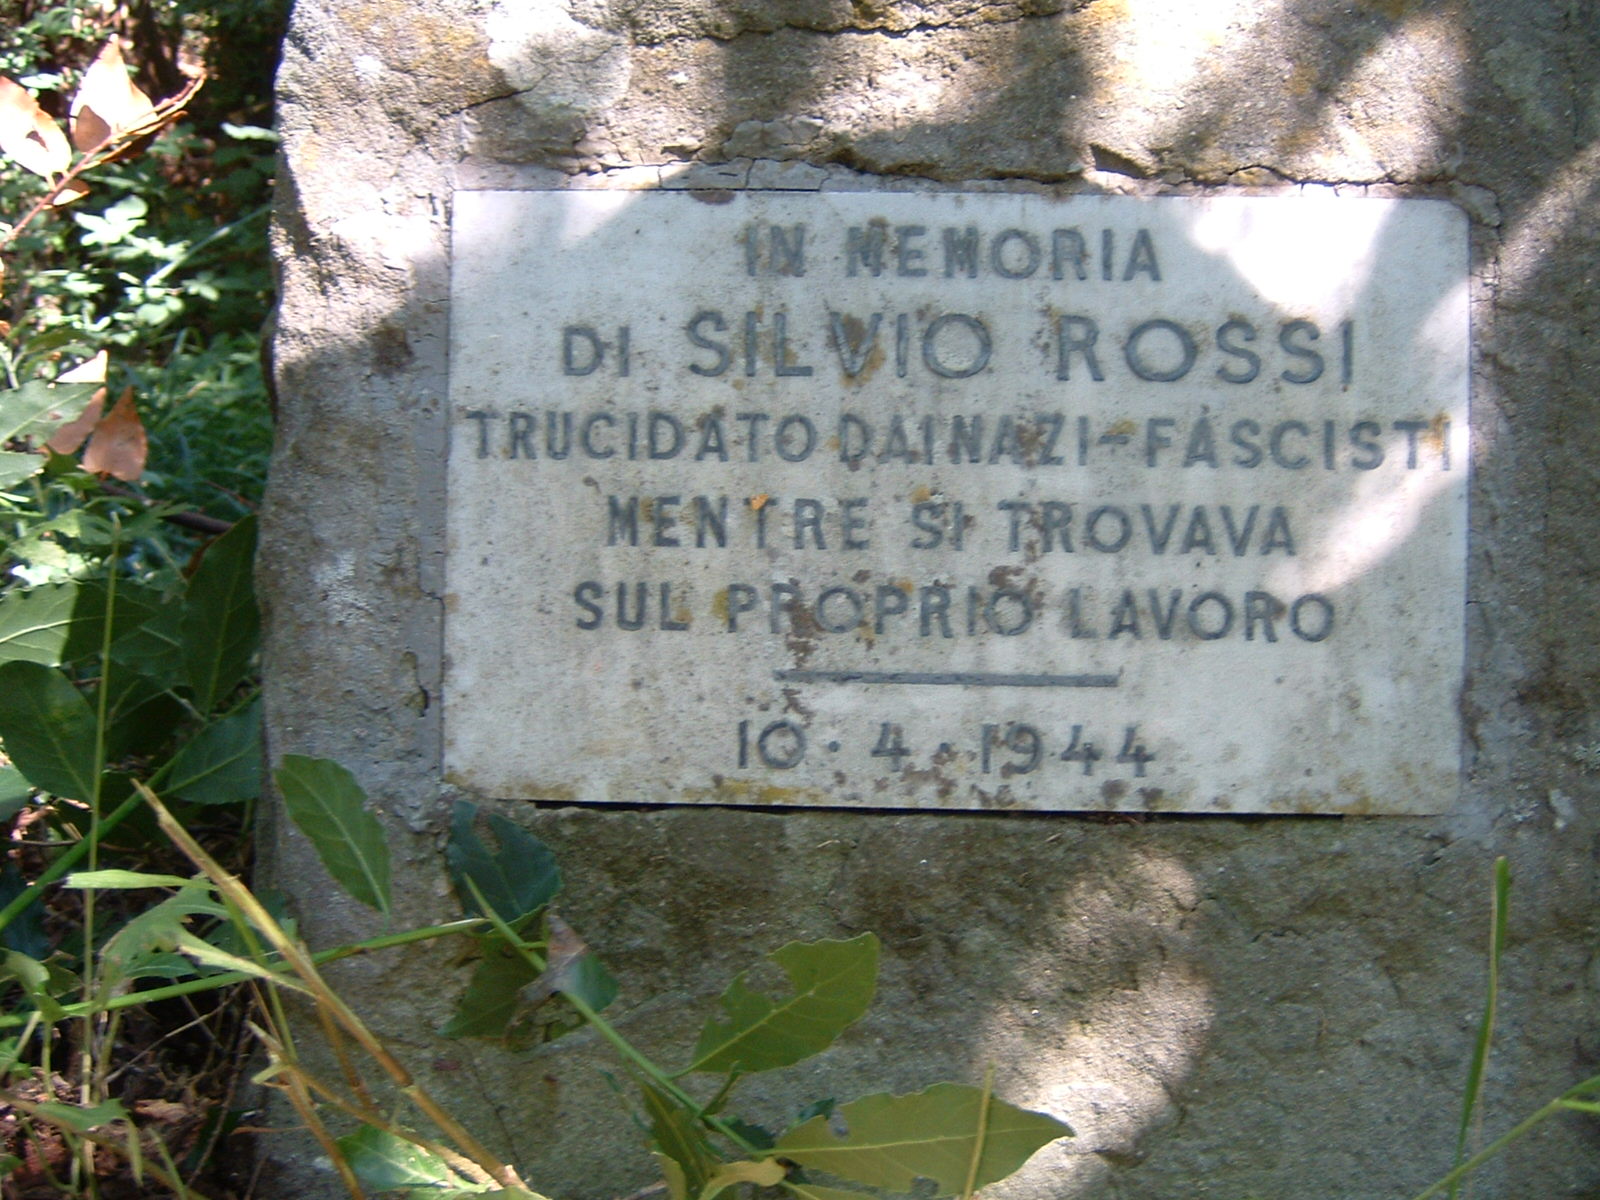 IN MEMORIA
DI SILVIO ROSSI
TRUCIDATO DAI NAZI-FASCISTI
MENTRE SI TROVAVA
SUL PROPRIO LAVORO
10·4·1944